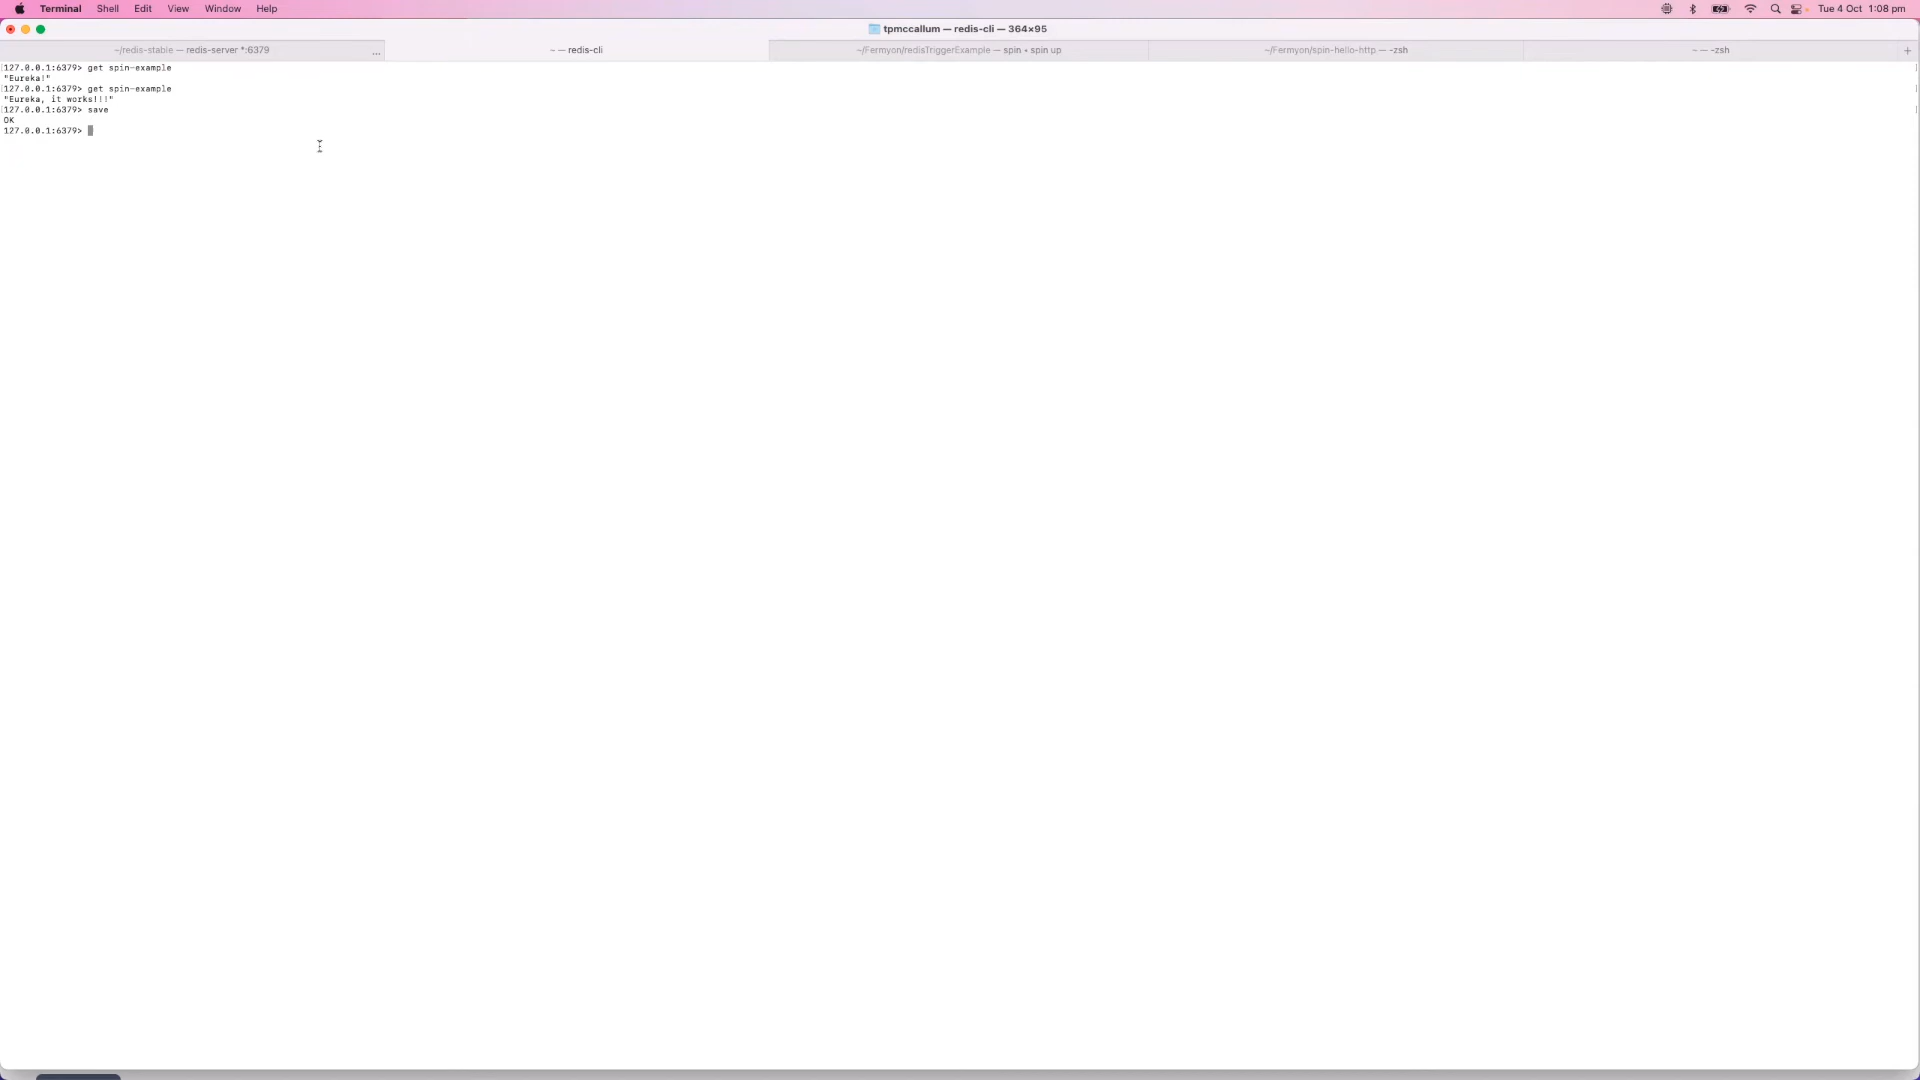 Terminal Shell Edit View Window Help Tue 4 Oct 1:08 pm
tpmccallum — redis-cli — 364×95
~/redis-stable — redis-server *:6379 ... ~ — redis-cli ~/Fermyon/redisTriggerExample — spin • spin up ~/Fermyon/spin-hello-http — -zsh ~ — -zsh +
[127.0.0.1:6379> get spin-example ]
"Eureka!"
[127.0.0.1:6379> get spin-example ]
"Eureka, it works!!!"
[127.0.0.1:6379> save ]
OK
127.0.0.1:6379>